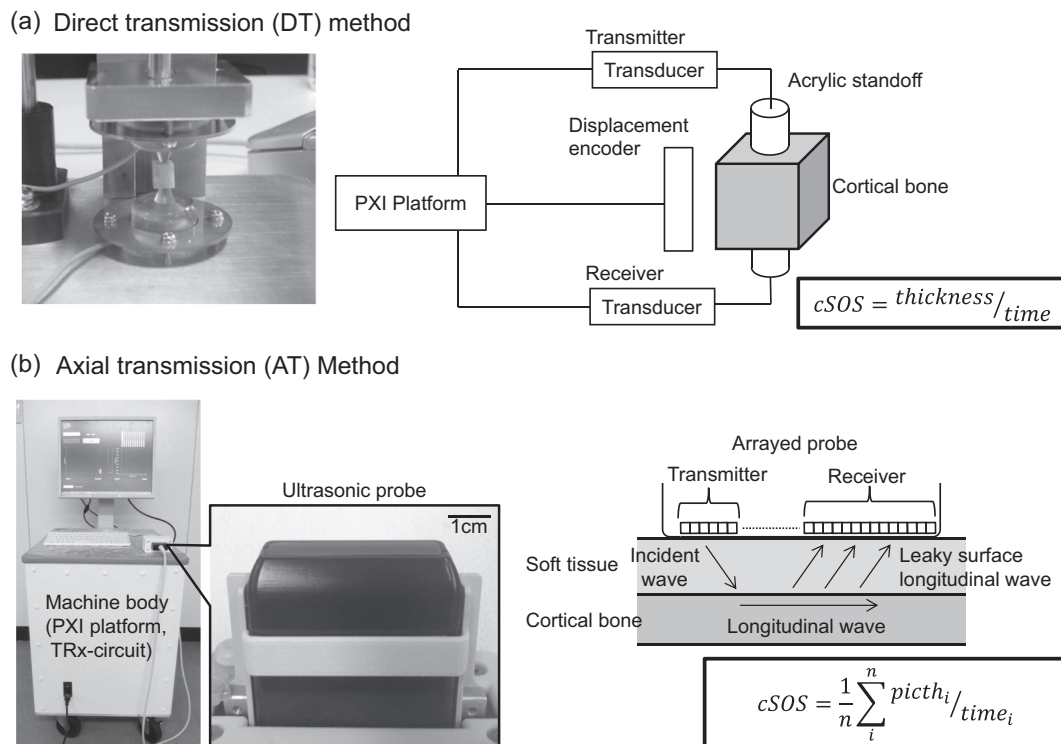 (a) Direct transmission (DT) method
Transmitter
Transducer
Acrylic standoff
Displacement
encoder
PXI Platform
Cortical bone
Receiver
Transducer
cSOS = thickness/time
(b) Axial transmission (AT) Method
Arrayed probe
Transmitter
Receiver
Ultrasonic probe
1cm
Soft tissue
Incident
wave
Leaky surface
longitudinal wave
Machine body
(PXI platform,
TRx-circuit)
Cortical bone
Longitudinal wave
cSOS = 1/n ∑_i^n picth_i/time_i